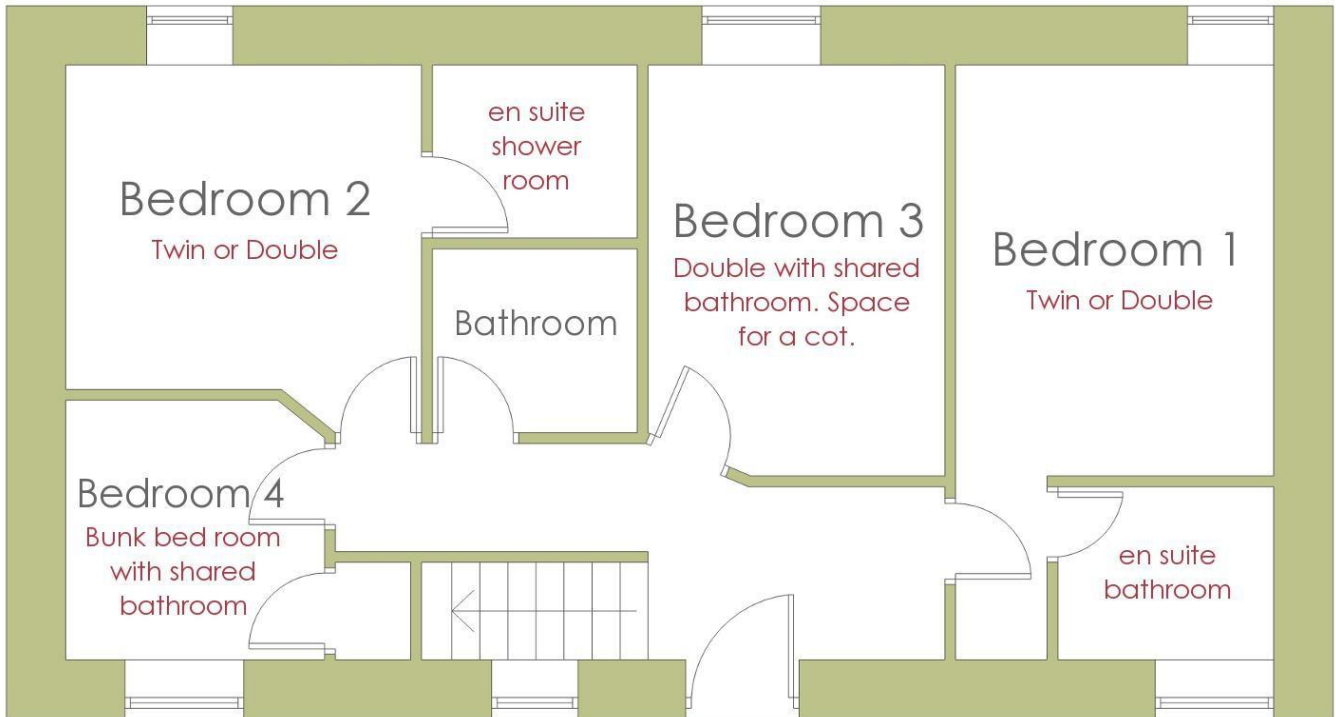 Bedroom 2
Twin or Double
en suite
shower
room
Bathroom
Bedroom 3
Double with shared
bathroom. Space
for a cot.
Bedroom 1
Twin or Double
Bedroom 4
Bunk bed room
with shared
bathroom
en suite
bathroom